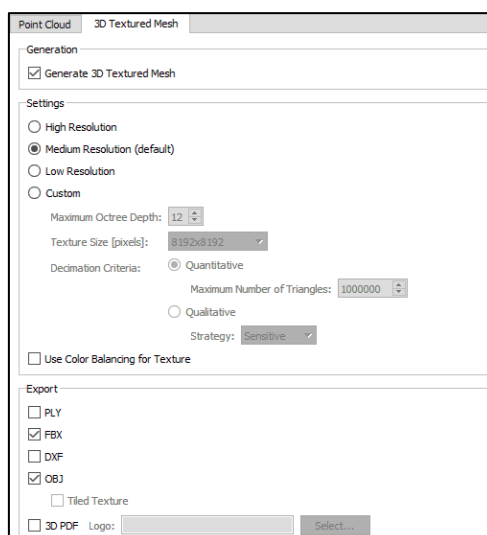 Point Cloud 3D Textured Mesh
Generation
Generate 3D Textured Mesh
Settings
High Resolution
Medium Resolution (default)
Low Resolution
Custom
Maximum Octree Depth: 12
Texture Size [pixels]: 8192x8192
Decimation Criteria: Quantitative
Maximum Number of Triangles: 1000000
Qualitative
Strategy: Sensitive
Use Color Balancing for Texture
Export
PLY
FBX
DXF
OBJ
Tiled Texture
3D PDF Logo: Select...